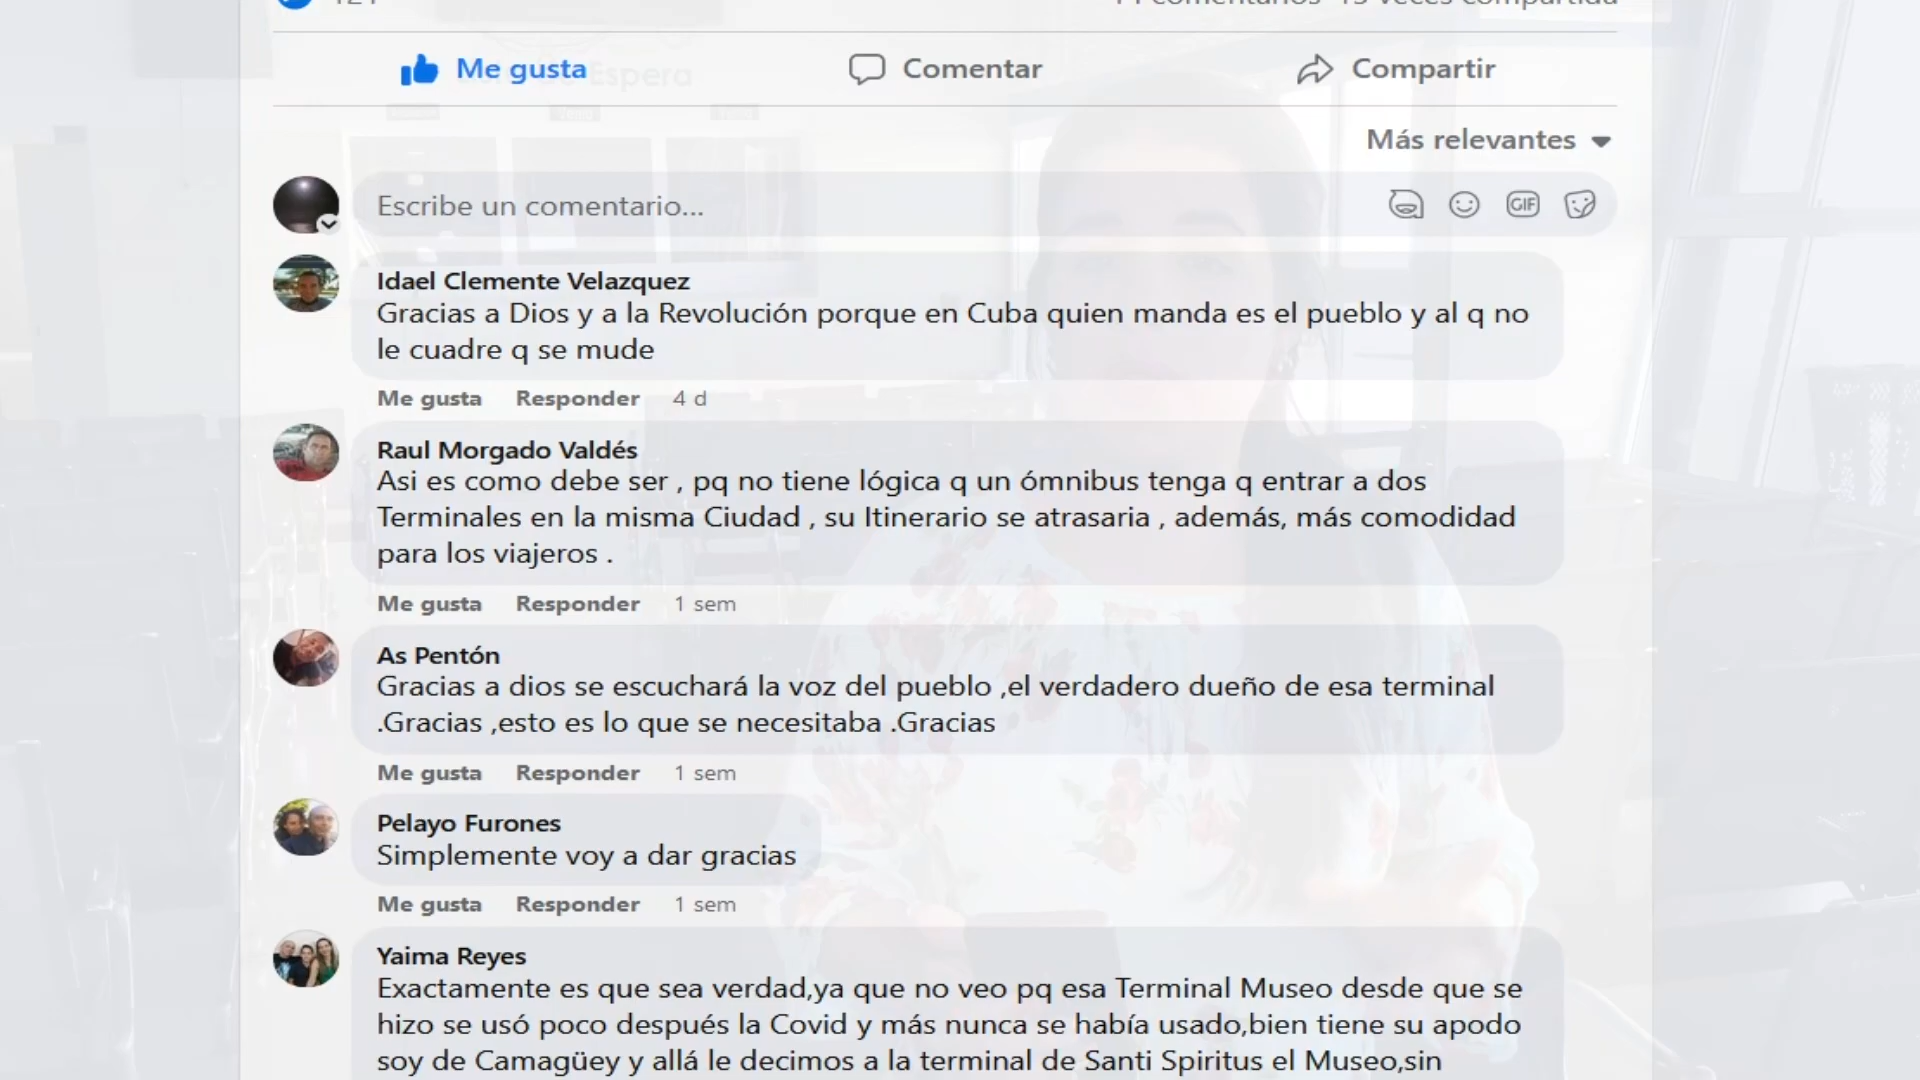 Me gusta
Comentar
Compartir
Espera
Más relevantes
Escribe un comentario...
GIF
Idael Clemente Velazquez
Gracias a Dios y a la Revolución porque en Cuba quien manda es el pueblo y al q no
le cuadre q se mude
Me gusta Responder 4 d
Raul Morgado Valdés
Asi es como debe ser , pq no tiene lógica q un ómnibus tenga q entrar a dos
Terminales en la misma Ciudad , su Itinerario se atrasaria , además, más comodidad
para los viajeros .
Me gusta Responder 1 sem
As Pentón
Gracias a dios se escuchará la voz del pueblo ,el verdadero dueño de esa terminal
.Gracias ,esto es lo que se necesitaba .Gracias
Me gusta Responder 1 sem
Pelayo Furones
Simplemente voy a dar gracias
Me gusta Responder 1 sem
Yaima Reyes
Exactamente es que sea verdad,ya que no veo pq esa Terminal Museo desde que se
hizo se usó poco después la Covid y más nunca se había usado,bien tiene su apodo
soy de Camagüey y allá le decimos a la terminal de Santi Spiritus el Museo,sin